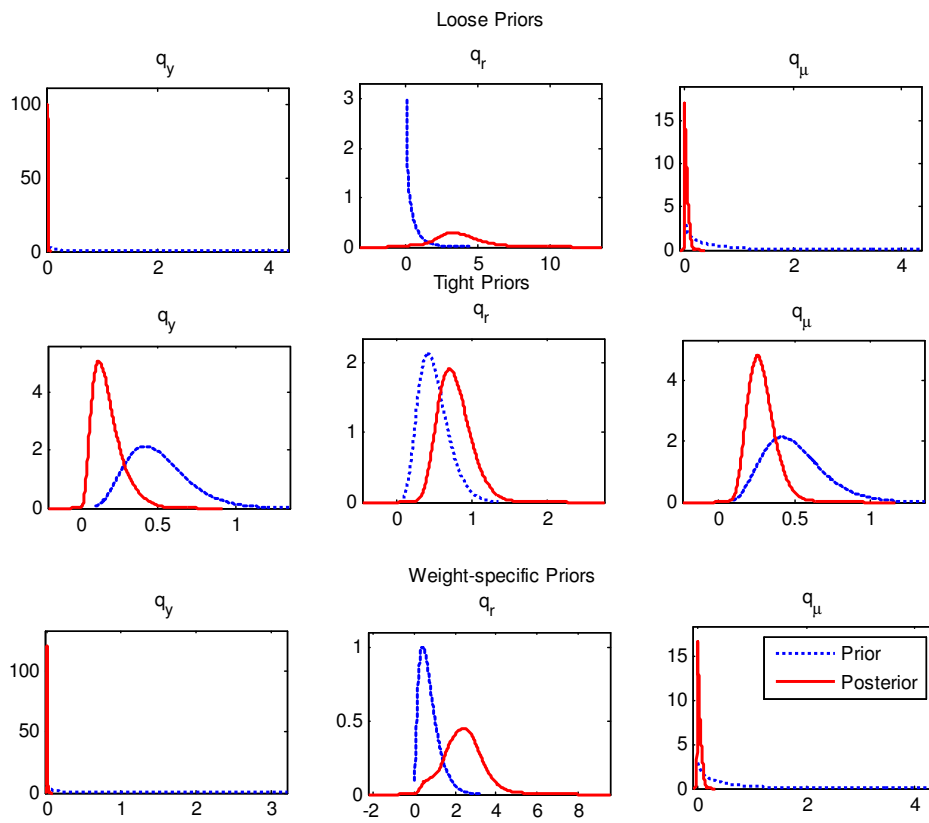 Loose Priors
q_y
q_r
q_μ
100
50
0
0 2 4
3
2
1
0
0 5 10
15
10
5
0
0 2 4
Tight Priors
q_y
q_r
q_μ
4
2
0
0 0.5 1
2
1
0
0 1 2
4
2
0
0 0.5 1
Weight-specific Priors
q_y
q_r
q_μ
100
50
0
0 1 2 3
1
0.5
0
-2 0 2 4 6 8
15
10
5
0
0 2 4
Prior
Posterior